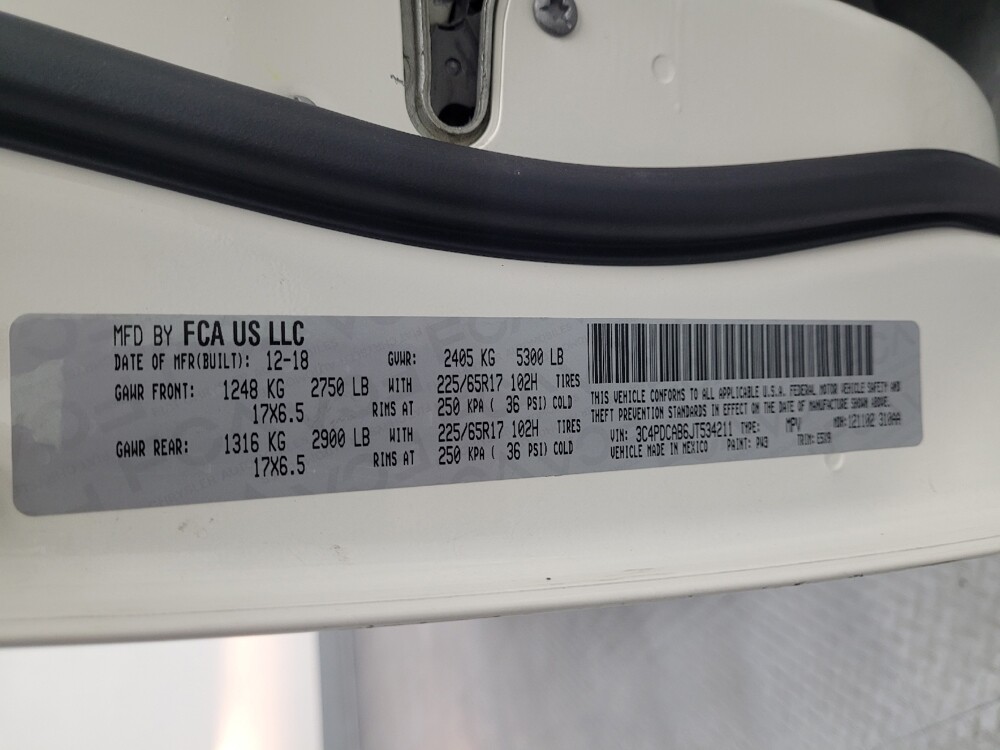 MFD BY FCA US LLC
DATE OF MFR(BUILT): 12-18 GVWR: 2405 KG 5300 LB
GAWR FRONT: 1248 KG 2750 LB WITH 225/65R17 102H TIRES
17X6.5 RIMS AT 250 KPA ( 36 PSI) COLD
GAWR REAR: 1316 KG 2900 LB WITH 225/65R17 102H TIRES
17X6.5 RIMS AT 250 KPA ( 36 PSI) COLD
THIS VEHICLE CONFORMS TO ALL APPLICABLE U.S.A. FEDERAL MOTOR VEHICLE SAFETY AND
THEFT PREVENTION STANDARDS IN EFFECT ON THE DATE OF MANUFACTURE SHOWN ABOVE.
VIN: 3C4PDCAB6JT534211 TYPE: MPV MDH: 121102 310AA
VEHICLE MADE IN MEXICO PAINT: PW3 TRIM: